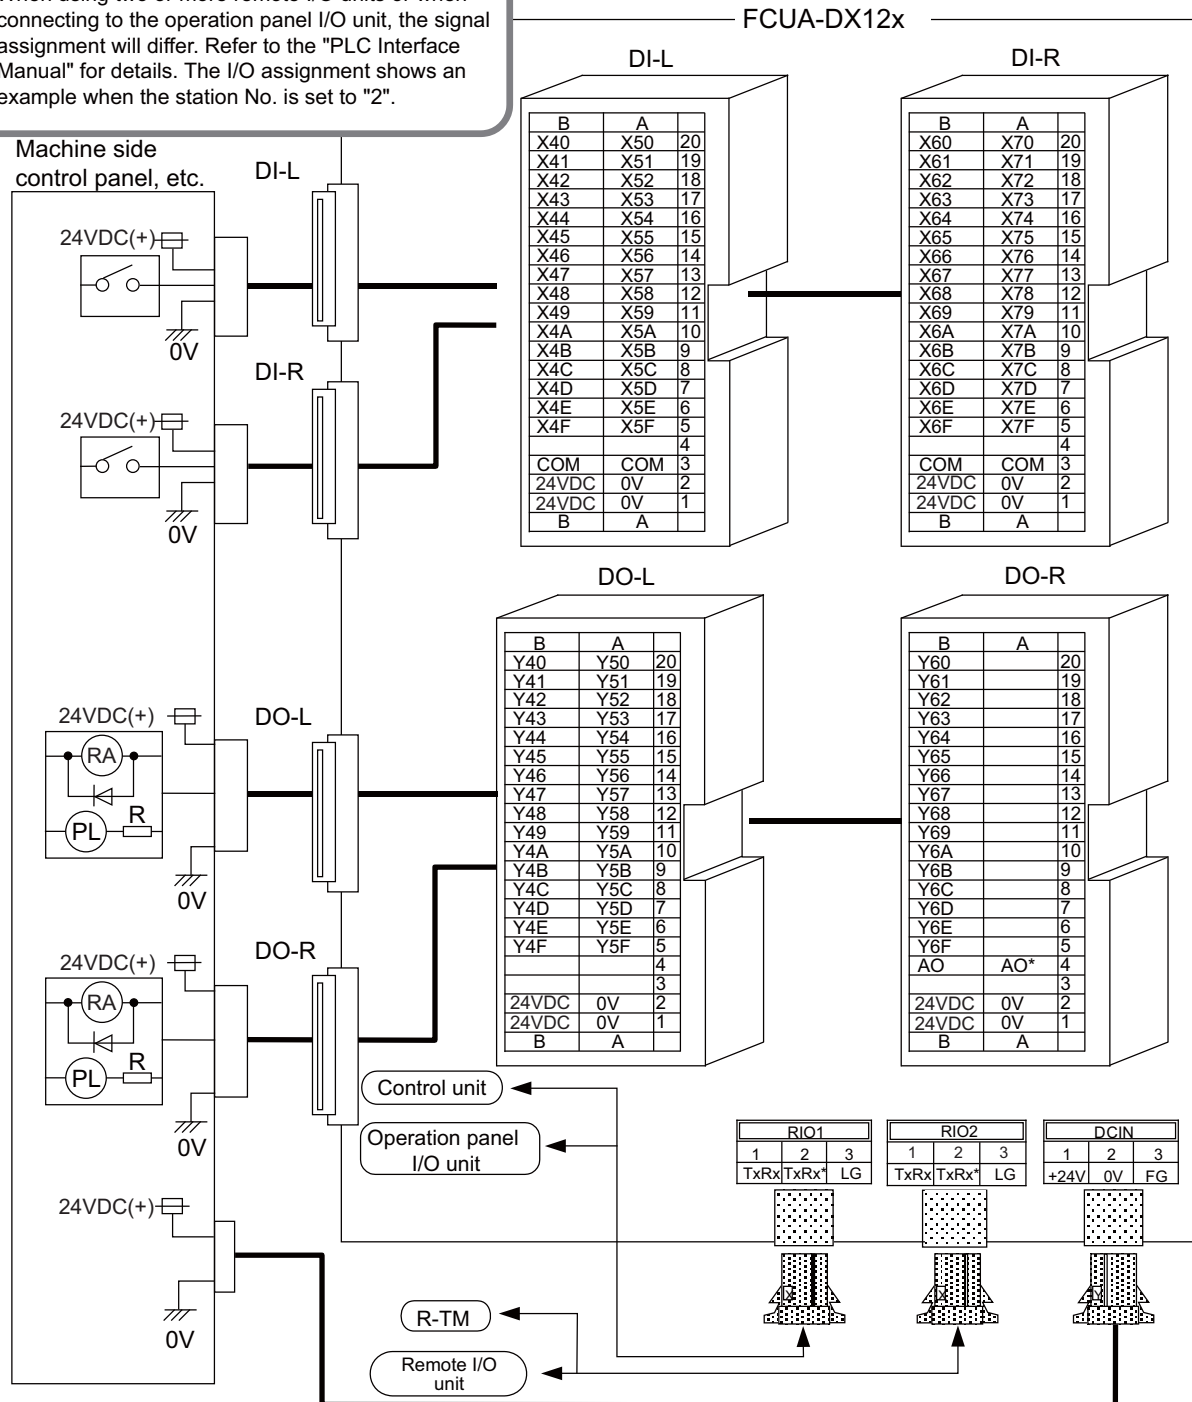 When using two or more remote I/O units or when
connecting to the operation panel I/O unit, the signal
assignment will differ. Refer to the "PLC Interface
Manual" for details. The I/O assignment shows an
example when the station No. is set to "2".
FCUA-DX12x
Machine side
control panel, etc.
DI-L
24VDC(+)
0V
DI-R
24VDC(+)
0V
DO-L
24VDC(+)
RA
PL R
0V
DO-R
24VDC(+)
RA
PL R
0V
24VDC(+)
0V
DI-L
B A
X40 X50 20
X41 X51 19
X42 X52 18
X43 X53 17
X44 X54 16
X45 X55 15
X46 X56 14
X47 X57 13
X48 X58 12
X49 X59 11
X4A X5A 10
X4B X5B 9
X4C X5C 8
X4D X5D 7
X4E X5E 6
X4F X5F 5
4
COM COM 3
24VDC 0V 2
24VDC 0V 1
B A
DI-R
B A
X60 X70 20
X61 X71 19
X62 X72 18
X63 X73 17
X64 X74 16
X65 X75 15
X66 X76 14
X67 X77 13
X68 X78 12
X69 X79 11
X6A X7A 10
X6B X7B 9
X6C X7C 8
X6D X7D 7
X6E X7E 6
X6F X7F 5
4
COM COM 3
24VDC 0V 2
24VDC 0V 1
B A
DO-L
B A
Y40 Y50 20
Y41 Y51 19
Y42 Y52 18
Y43 Y53 17
Y44 Y54 16
Y45 Y55 15
Y46 Y56 14
Y47 Y57 13
Y48 Y58 12
Y49 Y59 11
Y4A Y5A 10
Y4B Y5B 9
Y4C Y5C 8
Y4D Y5D 7
Y4E Y5E 6
Y4F Y5F 5
4
3
24VDC 0V 2
24VDC 0V 1
B A
DO-R
B A
Y60 20
Y61 19
Y62 18
Y63 17
Y64 16
Y65 15
Y66 14
Y67 13
Y68 12
Y69 11
Y6A 10
Y6B 9
Y6C 8
Y6D 7
Y6E 6
Y6F 5
AO AO* 4
3
24VDC 0V 2
24VDC 0V 1
B A
Control unit
Operation panel
I/O unit
RIO1
1 2 3
TxRx TxRx* LG
X
RIO2
1 2 3
TxRx TxRx* LG
X
DCIN
1 2 3
+24V 0V FG
Y
R-TM
Remote I/O
unit